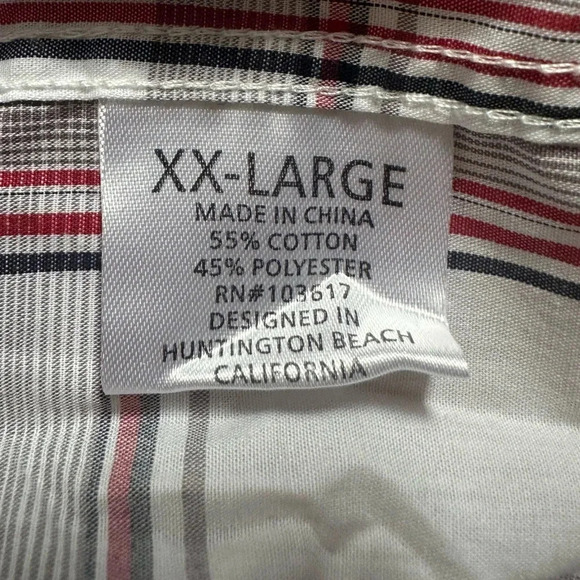 XX-LARGE
MADE IN CHINA
55% COTTON
45% POLYESTER
RN#103617
DESIGNED IN
HUNTINGTON BEACH
CALIFORNIA